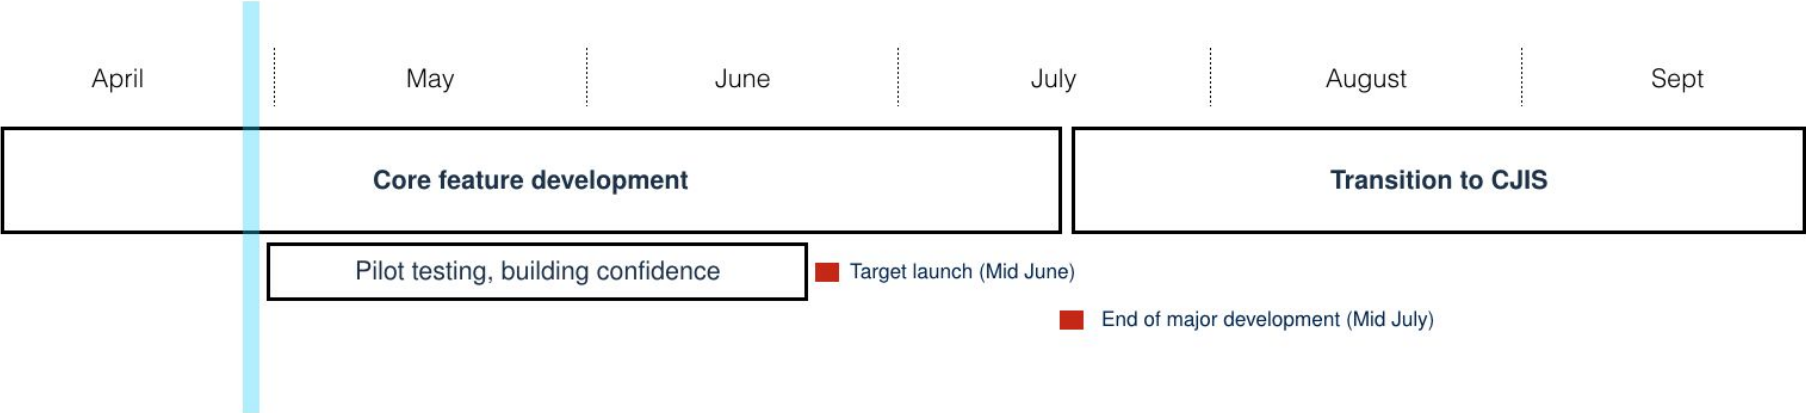 April
May
June
July
August
Sept
Core feature development
Transition to CJIS
Pilot testing, building confidence
Target launch (Mid June)
End of major development (Mid July)